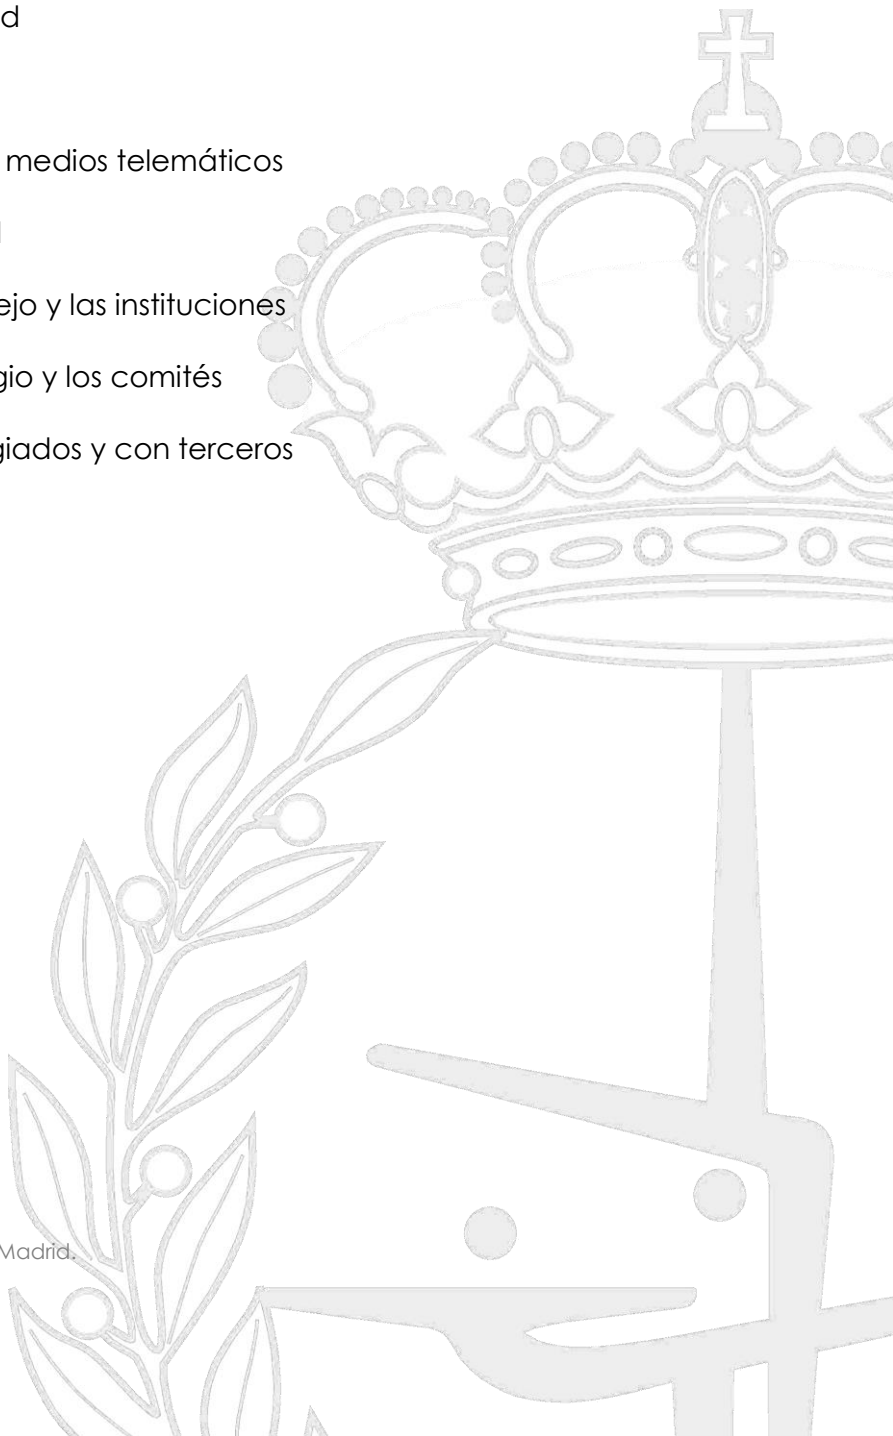 d
medios telemáticos
ejo y las instituciones
gio y los comités
giados y con terceros
Madrid.